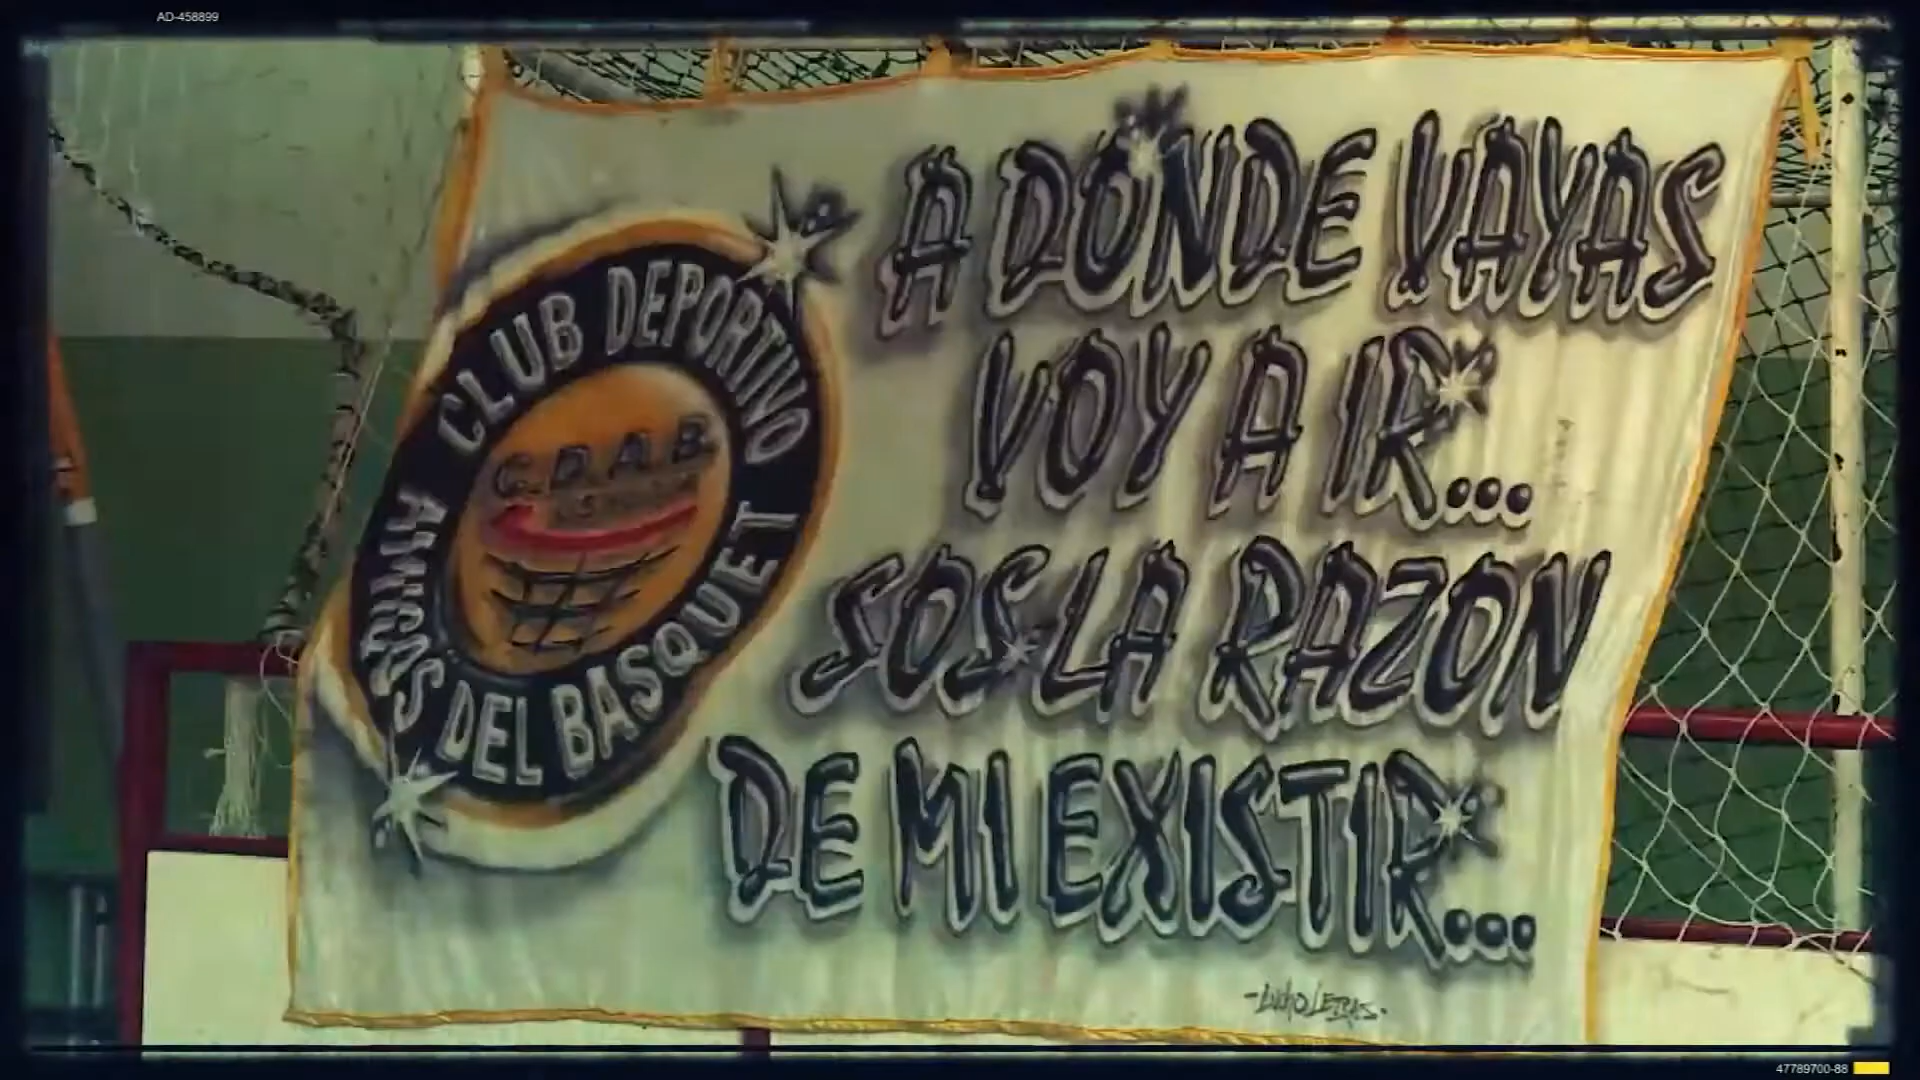 AD-458899
A DONDE VAYAS
VOY A IR...
SOS LA RAZON
DE MI EXISTIR...
CLUB DEPORTIVO
C.D.A.B.
AMIGOS DEL BASQUET
-LUCHO LETRAS-
47789700-88